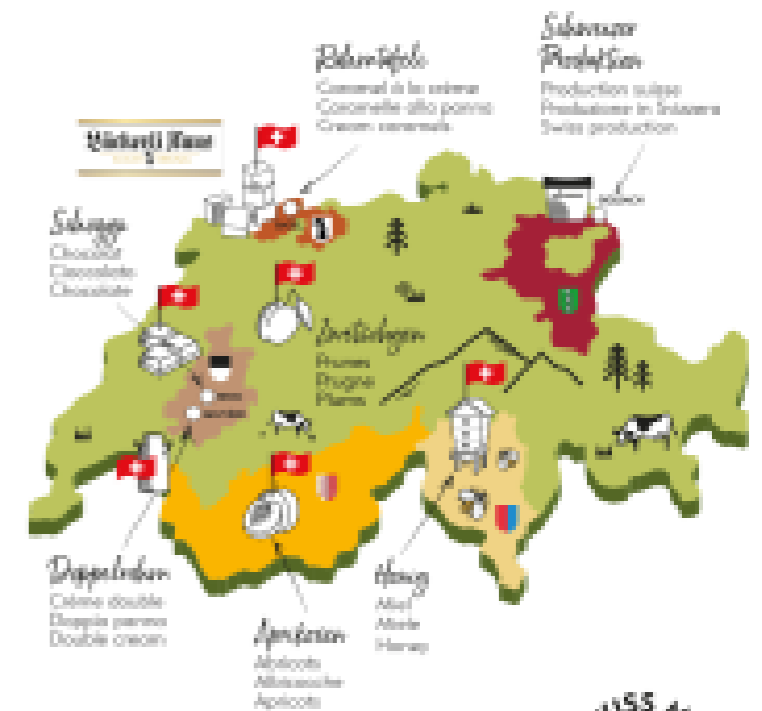 Schweizer
Produktion
Production suisse
Produzione in Svizzera
Swiss production
Rahmtäfeli
Caramel à la crème
Caramelle alla panna
Cream caramels
Schoggi
Chocolat
Cioccolato
Chocolate
Zwetschgen
Prunes
Prugne
Plums
Doppelrahm
Crème double
Doppia panna
Double cream
Aprikosen
Abricots
Albicocche
Apricots
Honig
Miel
Miele
Honey